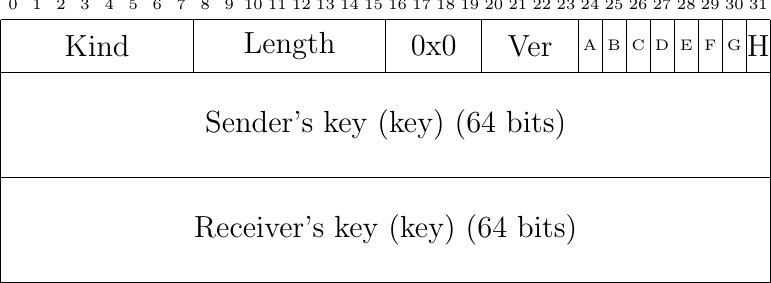 0 1 2 3 4 5 6 7 8 9 10 11 12 13 14 15 16 17 18 19 20 21 22 23 24 25 26 27 28 29 30 31
Kind Length 0x0 Ver A B C D E F G H
Sender's key (key) (64 bits)
Receiver's key (key) (64 bits)